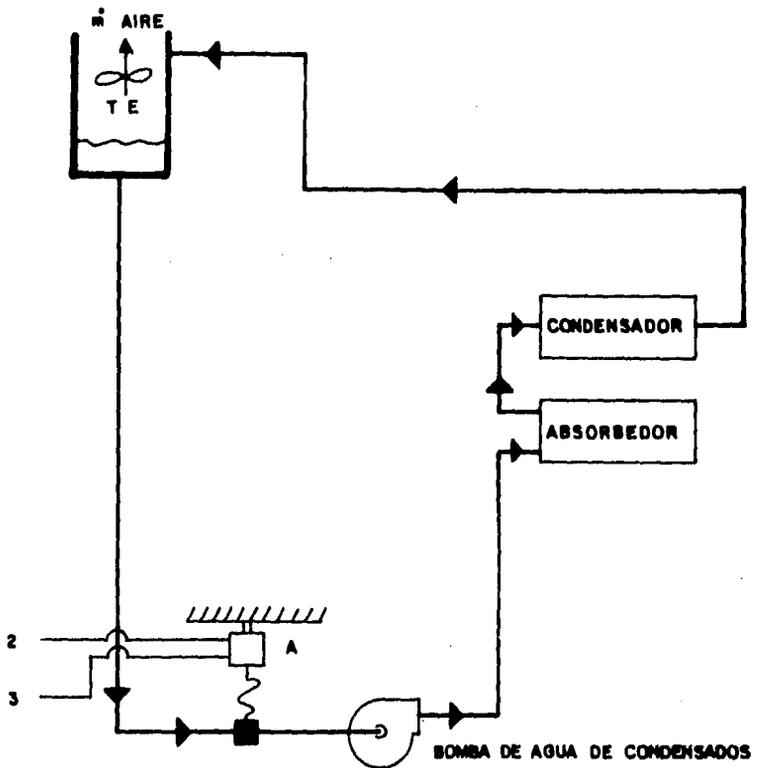 ṁ AIRE
T E
CONDENSADOR
ABSORBEDOR
2
A
3
BOMBA DE AGUA DE CONDENSADOS